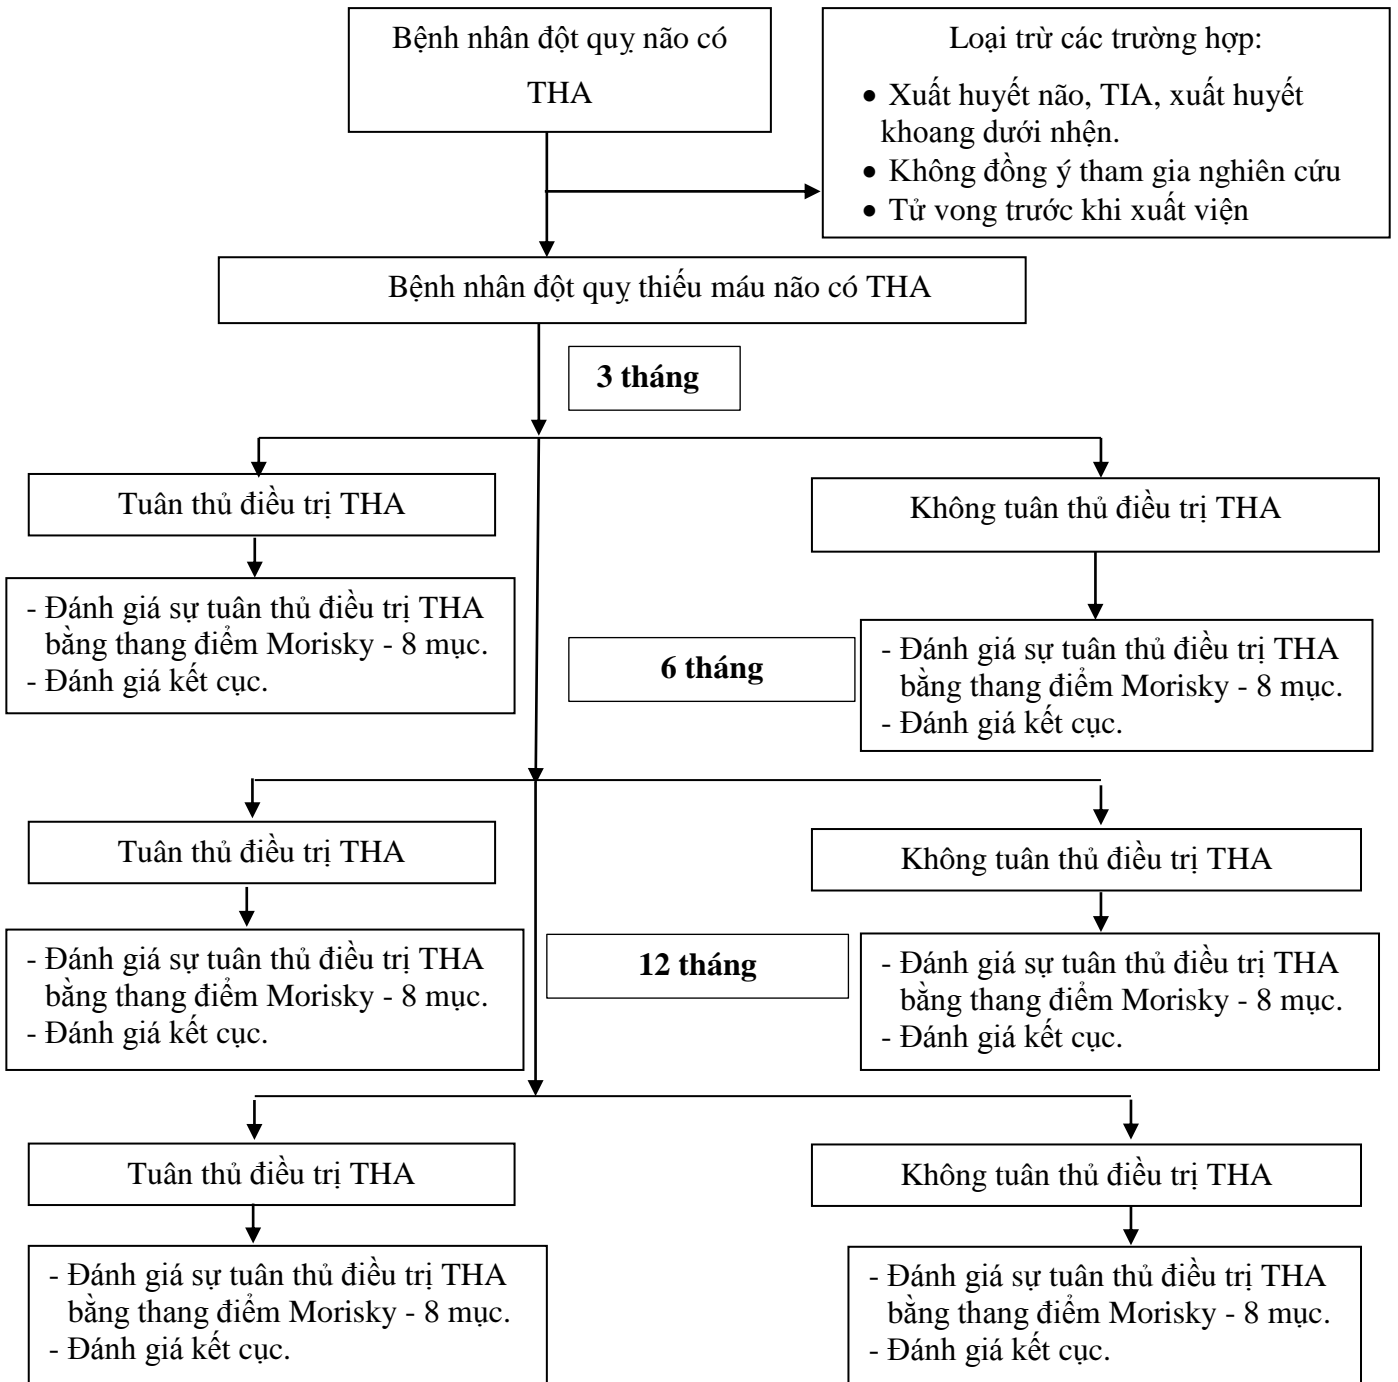 Bệnh nhân đột quỵ não có
THA
Loại trừ các trường hợp:
• Xuất huyết não, TIA, xuất huyết
khoang dưới nhện.
• Không đồng ý tham gia nghiên cứu
• Tử vong trước khi xuất viện
Bệnh nhân đột quỵ thiếu máu não có THA
3 tháng
Tuân thủ điều trị THA
Không tuân thủ điều trị THA
- Đánh giá sự tuân thủ điều trị THA
bằng thang điểm Morisky - 8 mục.
- Đánh giá kết cục.
6 tháng
- Đánh giá sự tuân thủ điều trị THA
bằng thang điểm Morisky - 8 mục.
- Đánh giá kết cục.
Tuân thủ điều trị THA
Không tuân thủ điều trị THA
- Đánh giá sự tuân thủ điều trị THA
bằng thang điểm Morisky - 8 mục.
- Đánh giá kết cục.
12 tháng
- Đánh giá sự tuân thủ điều trị THA
bằng thang điểm Morisky - 8 mục.
- Đánh giá kết cục.
Tuân thủ điều trị THA
Không tuân thủ điều trị THA
- Đánh giá sự tuân thủ điều trị THA
bằng thang điểm Morisky - 8 mục.
- Đánh giá kết cục.
- Đánh giá sự tuân thủ điều trị THA
bằng thang điểm Morisky - 8 mục.
- Đánh giá kết cục.